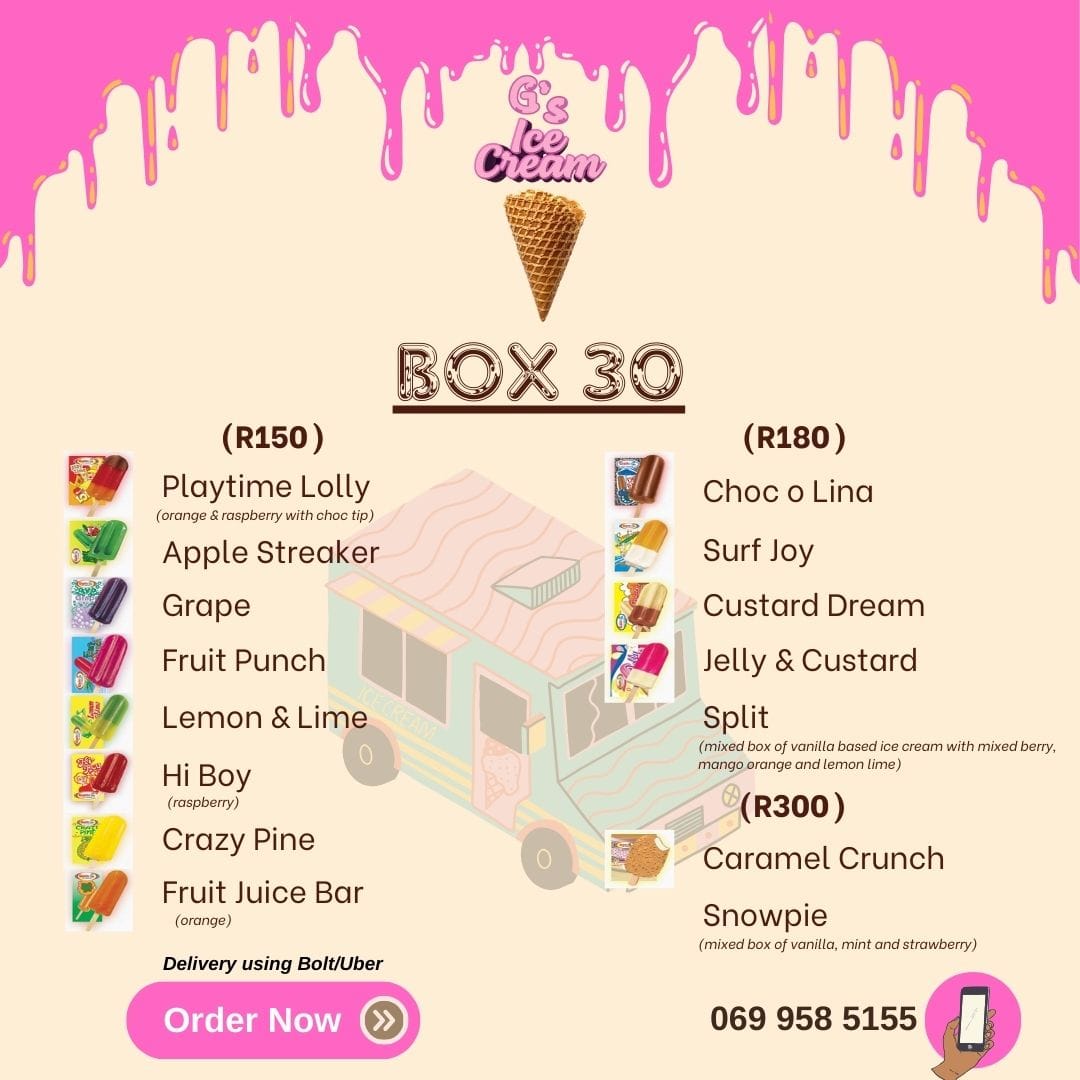 G's
Ice
Cream
BOX 30
(R150)
Playtime Lolly
(orange & raspberry with choc tip)
Apple Streaker
Grape
Fruit Punch
Lemon & Lime
Hi Boy
(raspberry)
Crazy Pine
Fruit Juice Bar
(orange)
Delivery using Bolt/Uber
Order Now
(R180)
Choc o Lina
Surf Joy
Custard Dream
Jelly & Custard
Split
(mixed box of vanilla based ice cream with mixed berry,
mango orange and lemon lime)
(R300)
Caramel Crunch
Snowpie
(mixed box of vanilla, mint and strawberry)
069 958 5155
ICE CREAM